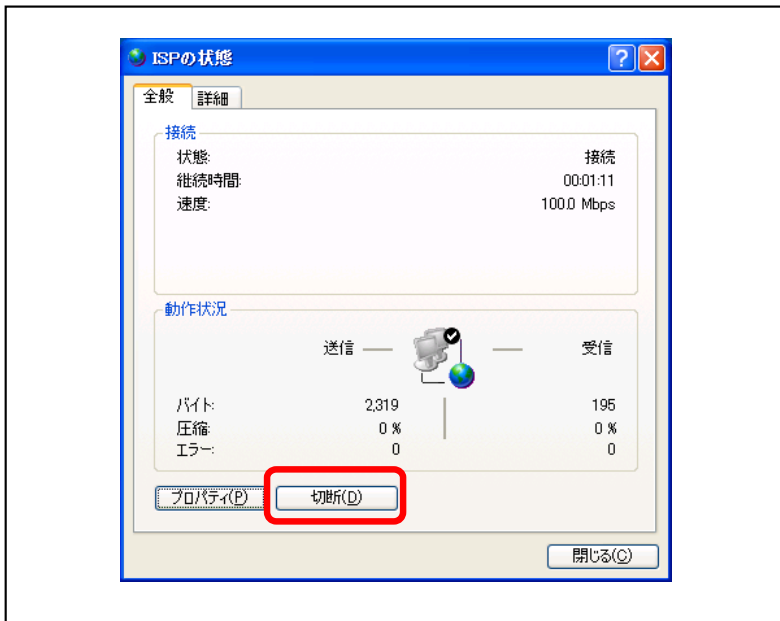 ISPの状態
全般 詳細
接続
状態: 接続
継続時間: 00:01:11
速度: 100.0 Mbps
動作状況
送信 受信
バイト: 2,319 195
圧縮: 0 % 0 %
エラー: 0 0
プロパティ(P) 切断(D)
閉じる(C)